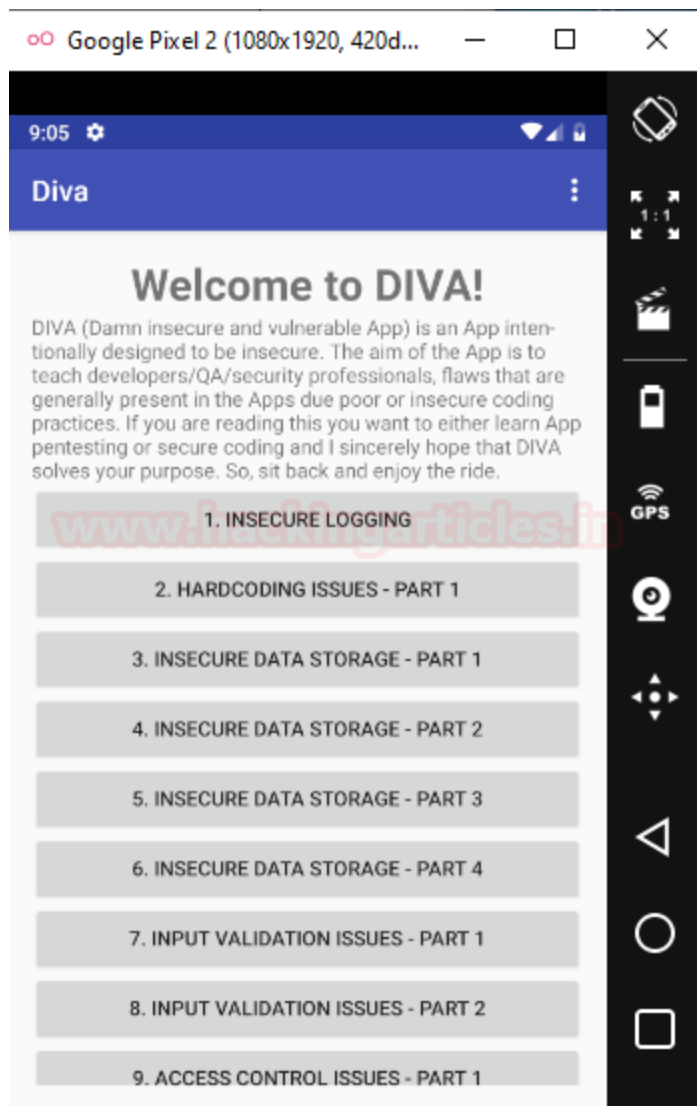 Google Pixel 2 (1080x1920, 420d...
9:05
Diva
1:1
Welcome to DIVA!
DIVA (Damn insecure and vulnerable App) is an App inten-
tionally designed to be insecure. The aim of the App is to
teach developers/QA/security professionals, flaws that are
generally present in the Apps due poor or insecure coding
practices. If you are reading this you want to either learn App
pentesting or secure coding and I sincerely hope that DIVA
solves your purpose. So, sit back and enjoy the ride.
1. INSECURE LOGGING
www.hackingarticles.in
GPS
2. HARDCODING ISSUES - PART 1
3. INSECURE DATA STORAGE - PART 1
4. INSECURE DATA STORAGE - PART 2
5. INSECURE DATA STORAGE - PART 3
6. INSECURE DATA STORAGE - PART 4
7. INPUT VALIDATION ISSUES - PART 1
8. INPUT VALIDATION ISSUES - PART 2
9. ACCESS CONTROL ISSUES - PART 1